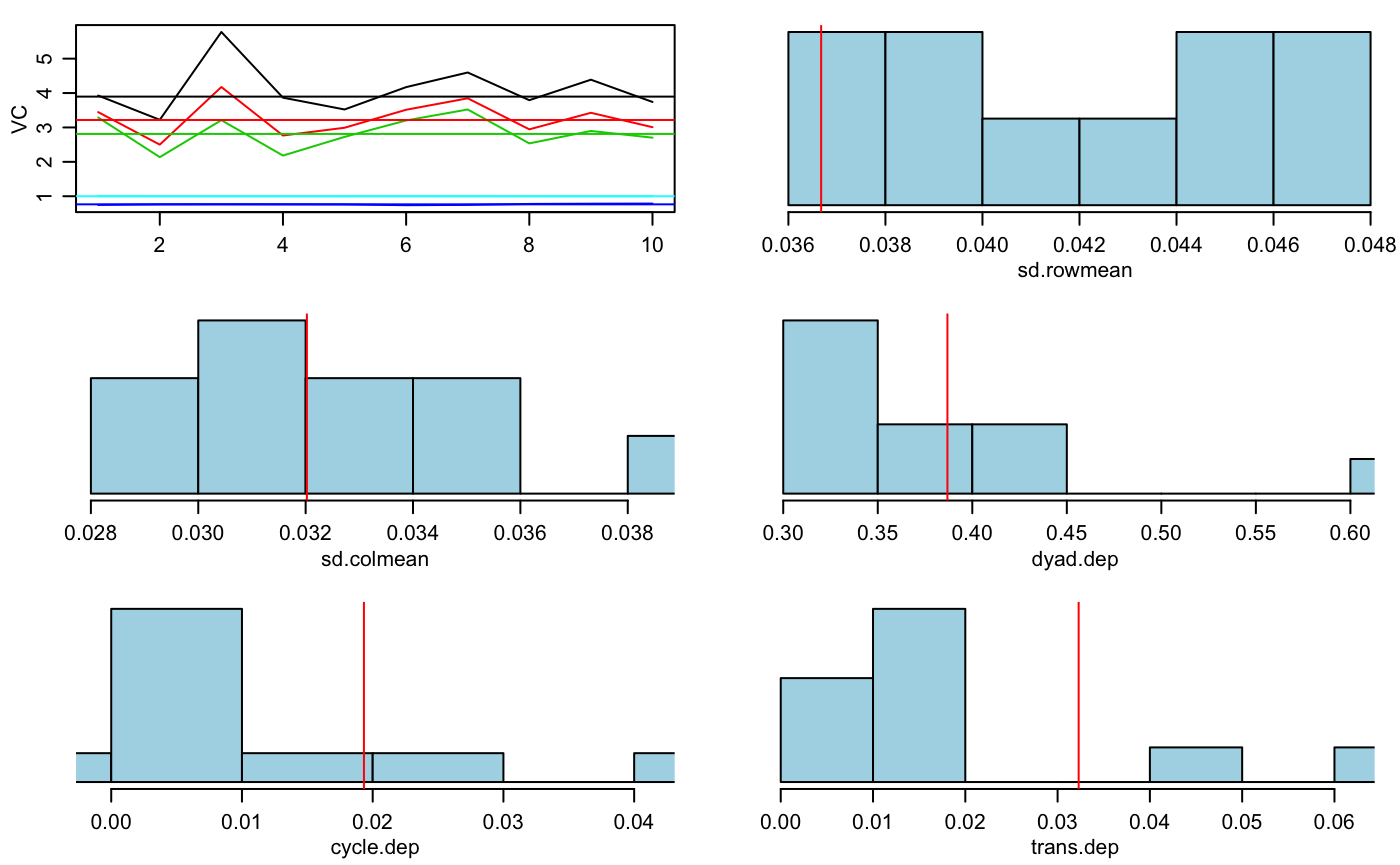 VC
5
4
3
2
1
2 4 6 8 10
0.036 0.038 0.040 0.042 0.044 0.046 0.048
sd.rowmean
0.028 0.030 0.032 0.034 0.036 0.038
sd.colmean
0.30 0.35 0.40 0.45 0.50 0.55 0.60
dyad.dep
0.00 0.01 0.02 0.03 0.04
cycle.dep
0.00 0.01 0.02 0.03 0.04 0.05 0.06
trans.dep